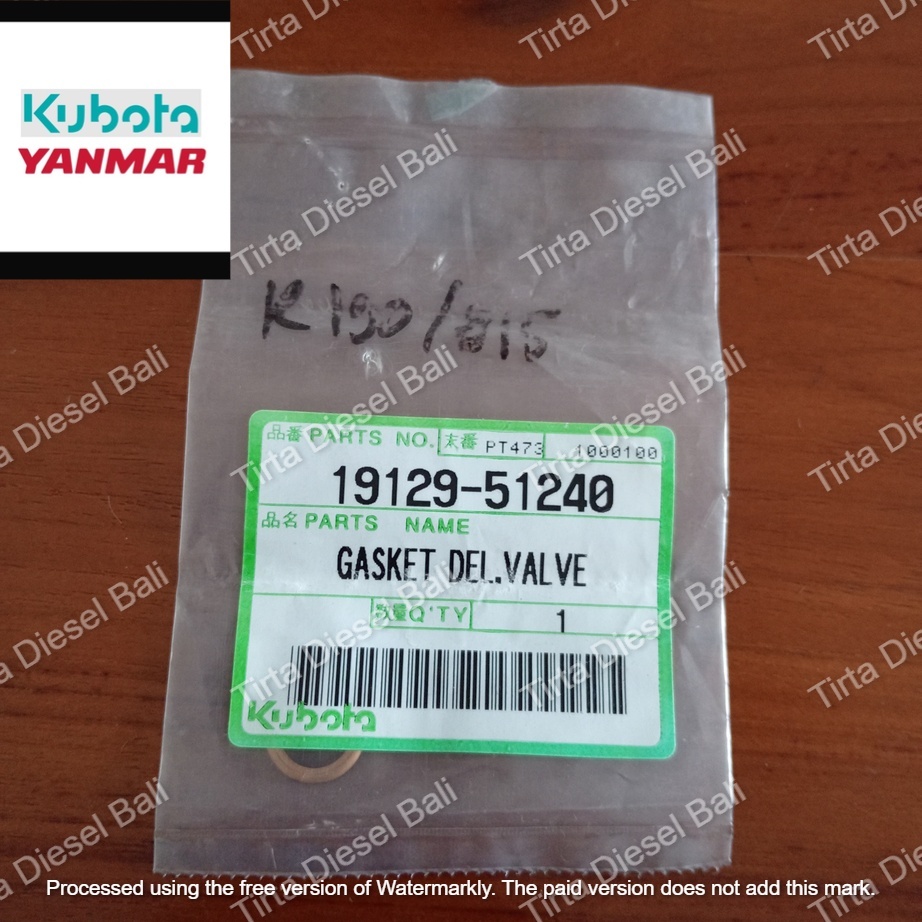 Kubota
YANMAR
品番 PARTS NO. 末番 PT473 1000100
19129-51240
品名 PARTS NAME
GASKET DEL.VALVE
数量 Q'TY 1
Kubota
Tirta Diesel Bali
Processed using the free version of Watermarkly. The paid version does not add this mark.